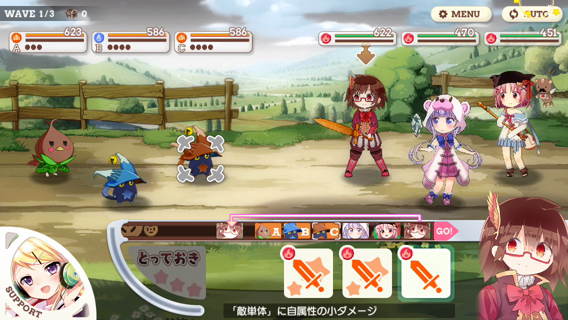 WAVE 1/3 0
MENU
AUTO
623
A
586
B
586
C
622
470
451
A B C GO!
とっておき
SUPPORT
「敵単体」に自属性の小ダメージ